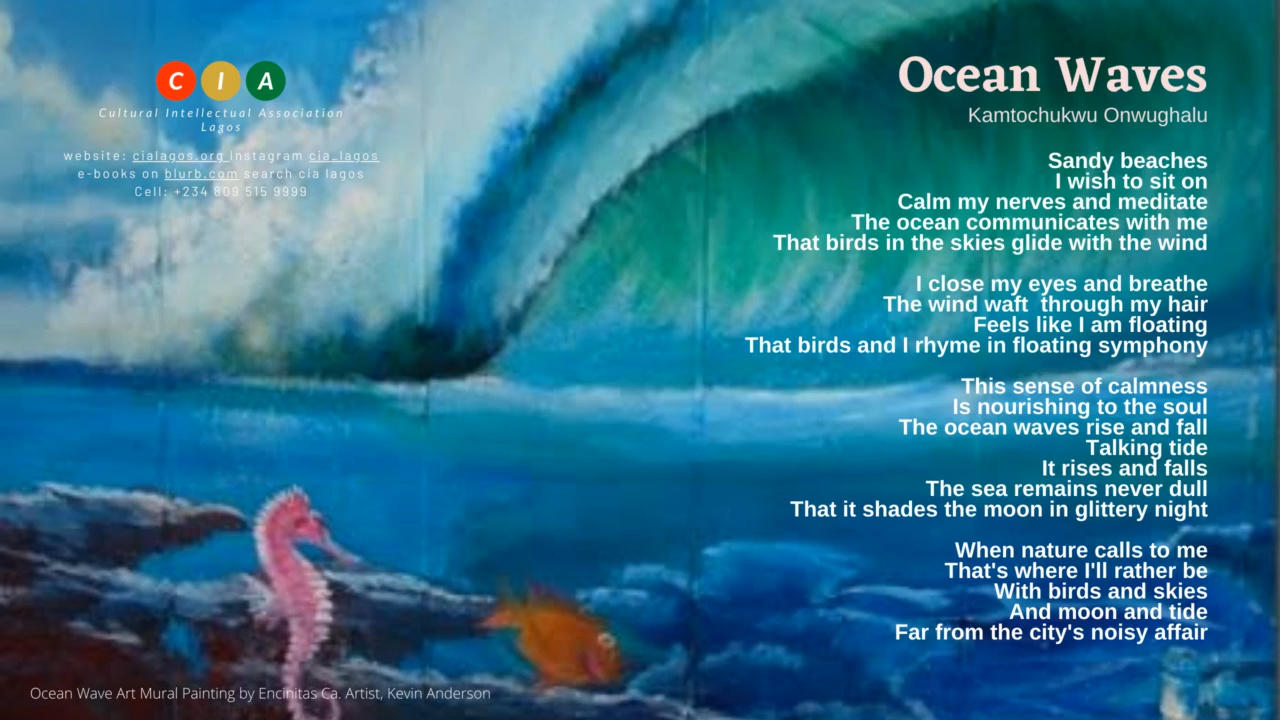 C I A
Cultural Intellectual Association
Lagos
website: cialagos.org Instagram cia_lagos
e-books on blurb.com search cia lagos
Cell: +234 809 515 9999
Ocean Waves
Kamtochukwu Onwughalu
Sandy beaches
I wish to sit on
Calm my nerves and meditate
The ocean communicates with me
That birds in the skies glide with the wind
I close my eyes and breathe
The wind waft  through my hair
Feels like I am floating
That birds and I rhyme in floating symphony
This sense of calmness
Is nourishing to the soul
The ocean waves rise and fall
Talking tide
It rises and falls
The sea remains never dull
That it shades the moon in glittery night
When nature calls to me
That's where I'll rather be
With birds and skies
And moon and tide
Far from the city's noisy affair
Ocean Wave Art Mural Painting by Encinitas Ca. Artist, Kevin Anderson